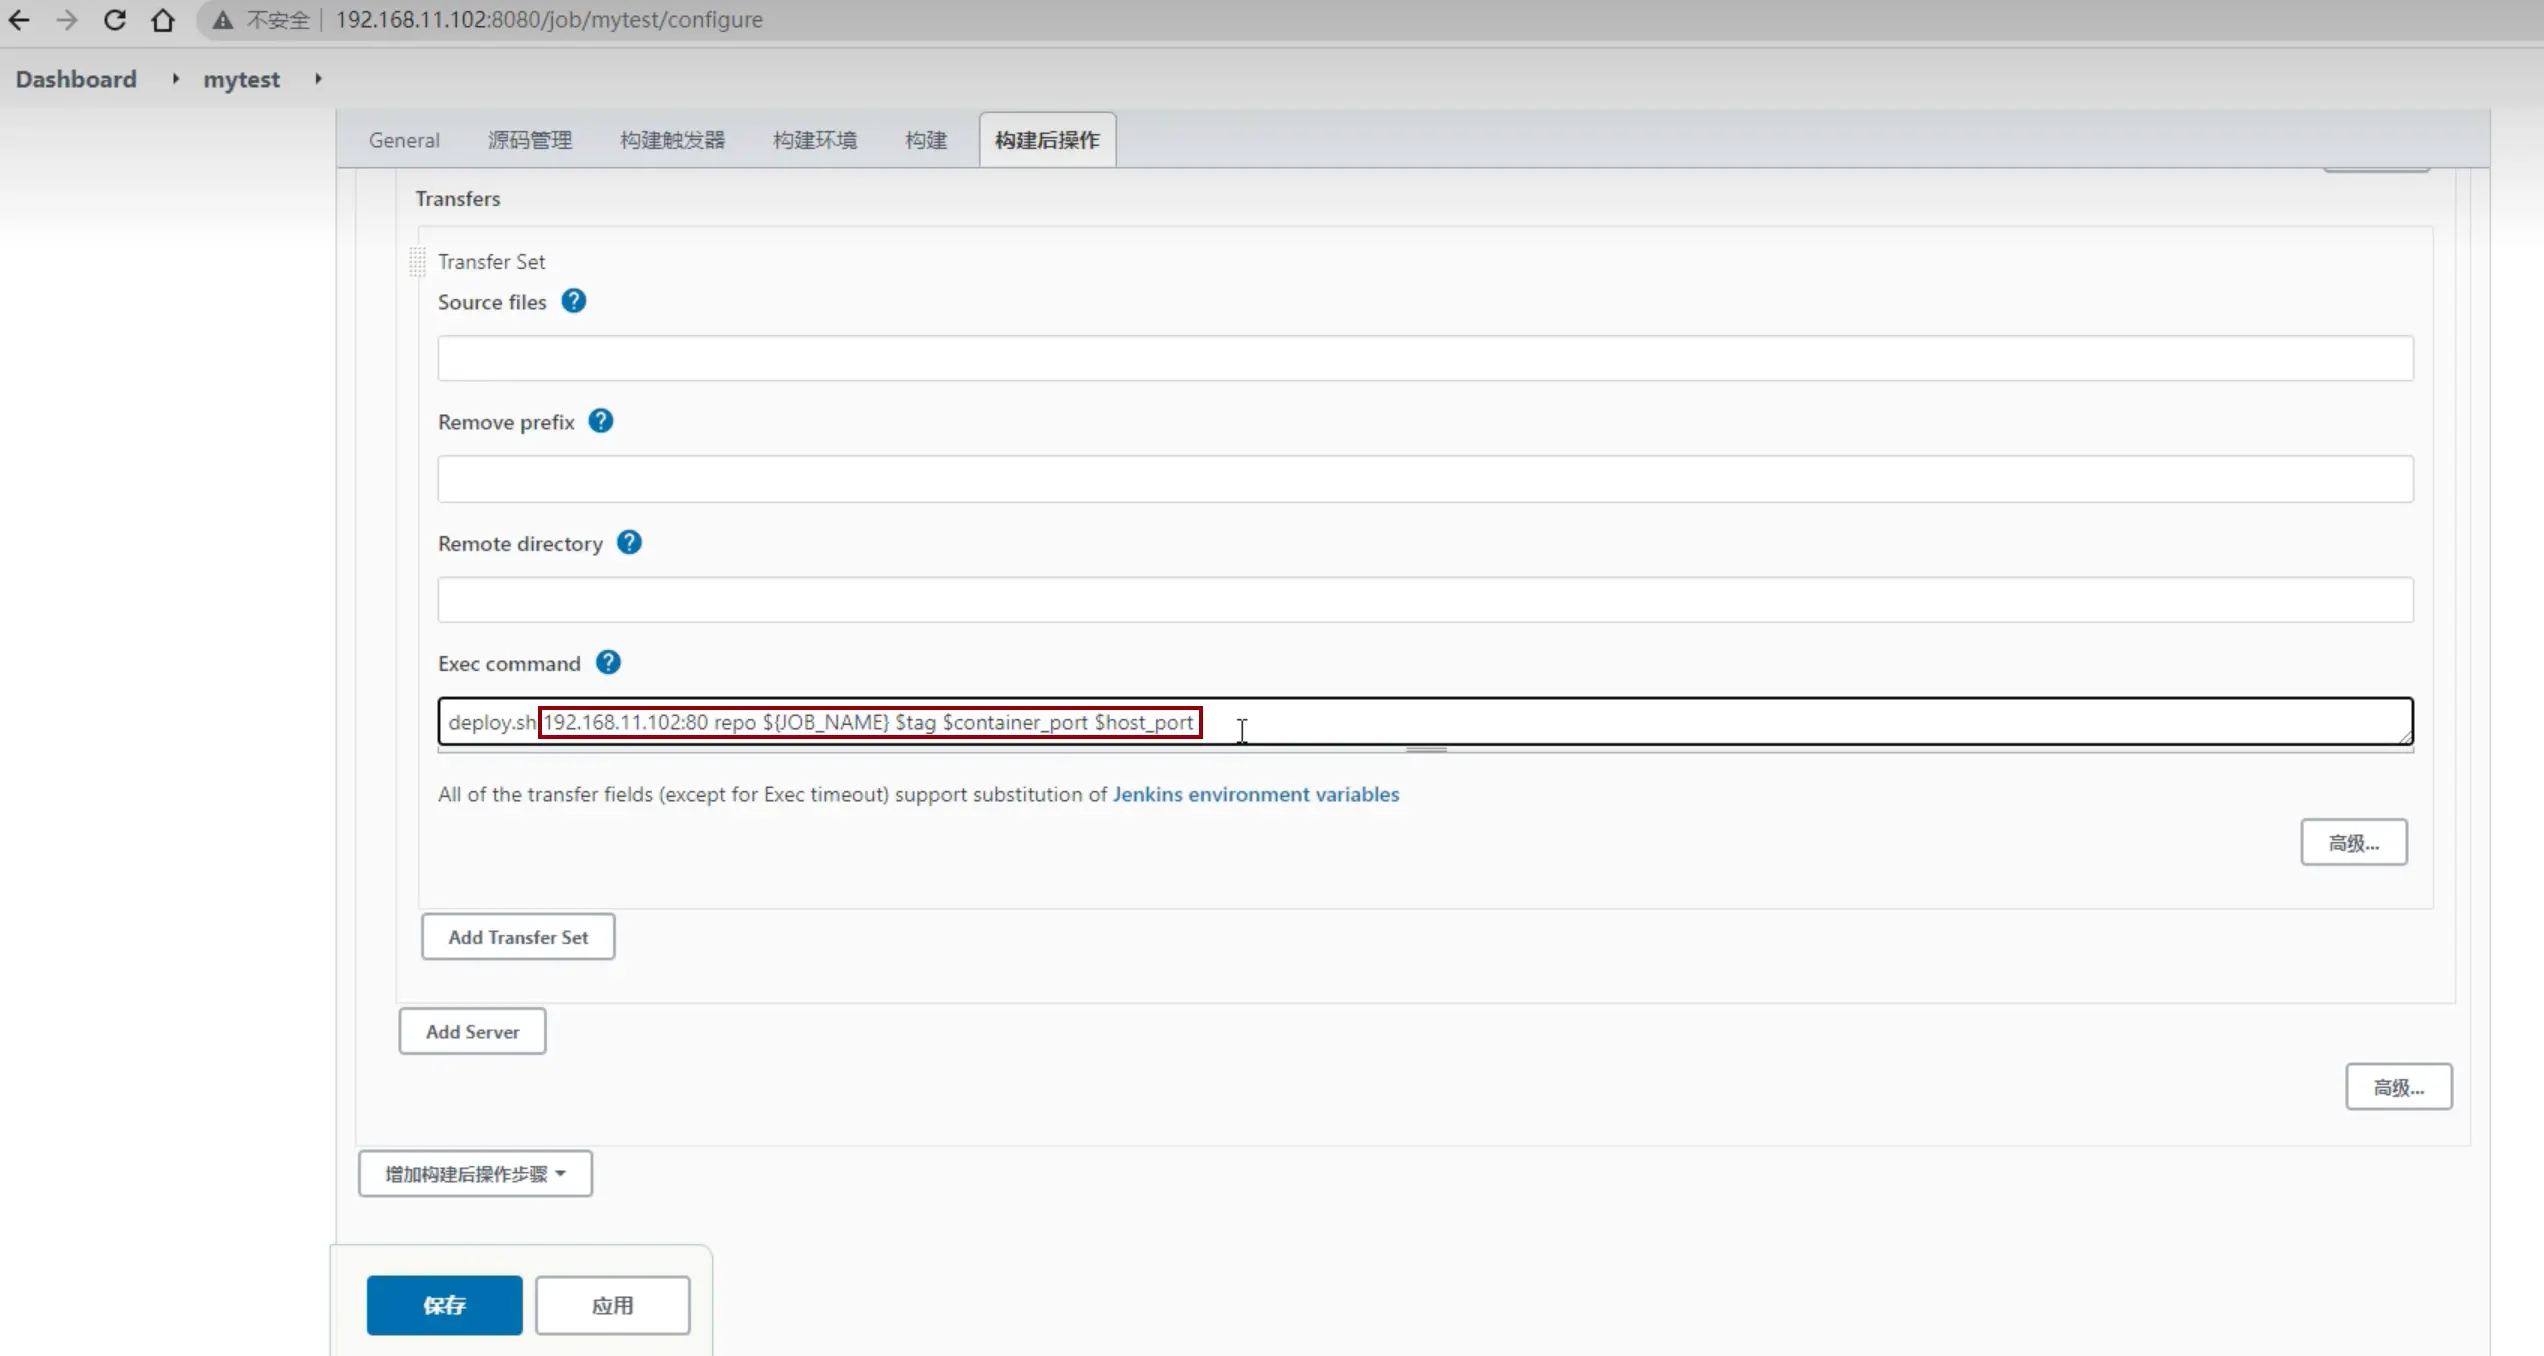 不安全 192.168.11.102:8080/job/mytest/configure
Dashboard mytest
General 源码管理 构建触发器 构建环境 构建 构建后操作
Transfers
Transfer Set
Source files ?
Remove prefix ?
Remote directory ?
Exec command ?
deploy.sh 192.168.11.102:80 repo ${JOB_NAME} $tag $container_port $host_port
All of the transfer fields (except for Exec timeout) support substitution of Jenkins environment variables
高级...
Add Transfer Set
Add Server
高级...
增加构建后操作步骤
保存 应用